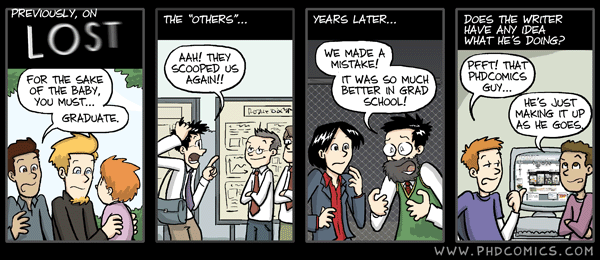 PREVIOUSLY, ON
LOST
FOR THE SAKE
OF THE BABY,
YOU MUST...
GRADUATE.
THE "OTHERS"...
AAH! THEY
SCOOPED US
AGAIN!!
YEARS LATER...
WE MADE A
MISTAKE!
IT WAS SO MUCH
BETTER IN GRAD
SCHOOL!
DOES THE WRITER
HAVE ANY IDEA
WHAT HE'S DOING?
PFFT! THAT
PHDCOMICS
GUY...
HE'S JUST
MAKING IT UP
AS HE GOES.
WWW.PHDCOMICS.COM